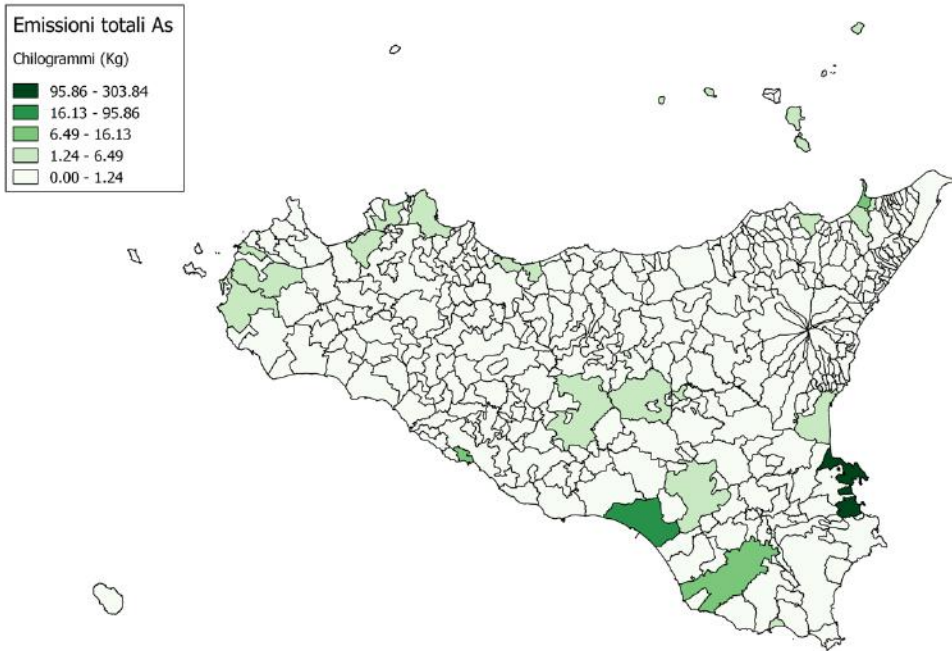 Emissioni totali As
Chilogrammi (Kg)
95.86 - 303.84
16.13 - 95.86
6.49 - 16.13
1.24 - 6.49
0.00 - 1.24